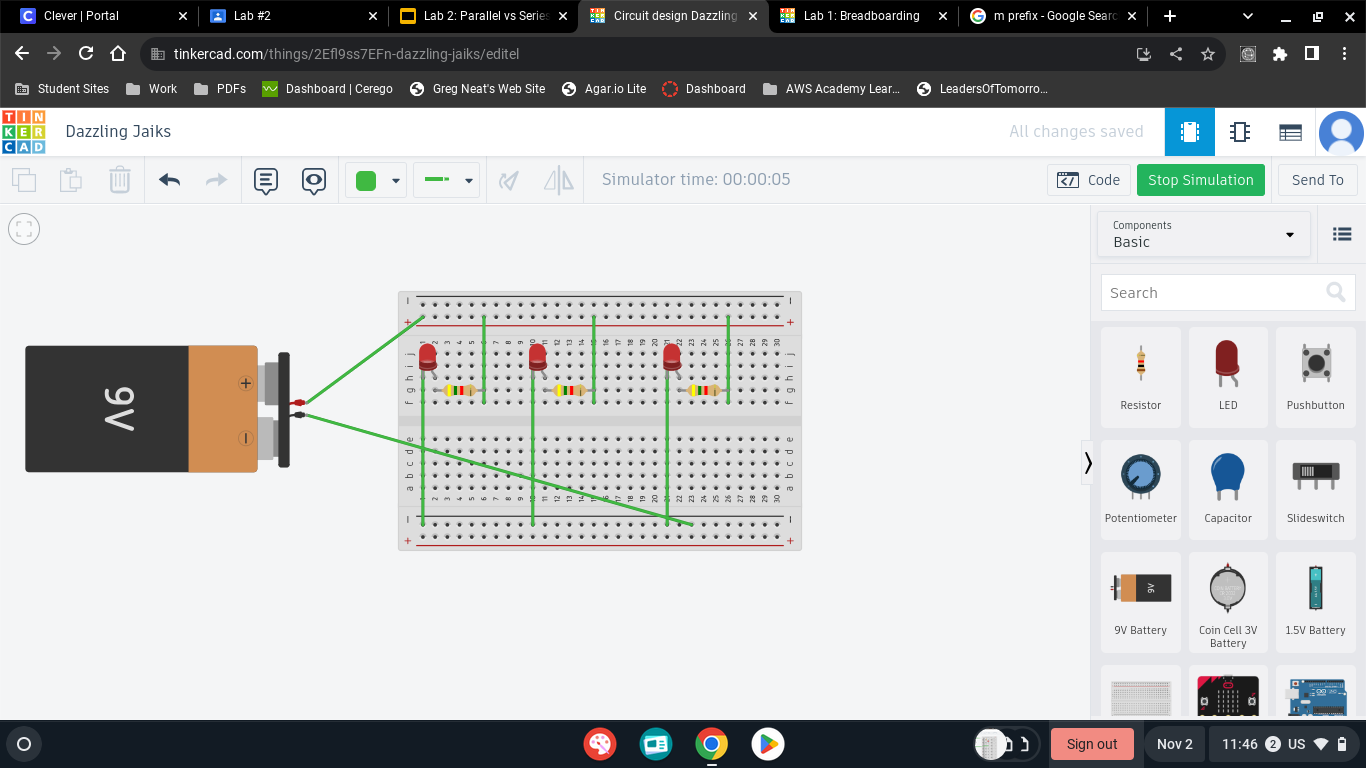 Clever | Portal
Lab #2
Lab 2: Parallel vs Series
Circuit design Dazzling
Lab 1: Breadboarding
m prefix - Google Searc
tinkercad.com/things/2Efl9ss7EFn-dazzling-jaiks/editel
Student Sites
Work
PDFs
Dashboard | Cerego
Greg Neat's Web Site
Agar.io Lite
Dashboard
AWS Academy Lear...
LeadersOfTomorro...
TIN
KER
CAD
Dazzling Jaiks
All changes saved
Simulator time: 00:00:05
Code
Stop Simulation
Send To
Components
Basic
Search
Resistor
LED
Pushbutton
Potentiometer
Capacitor
Slideswitch
9V Battery
Coin Cell 3V
Battery
1.5V Battery
9V
+
Sign out
Nov 2
11:46
2
US